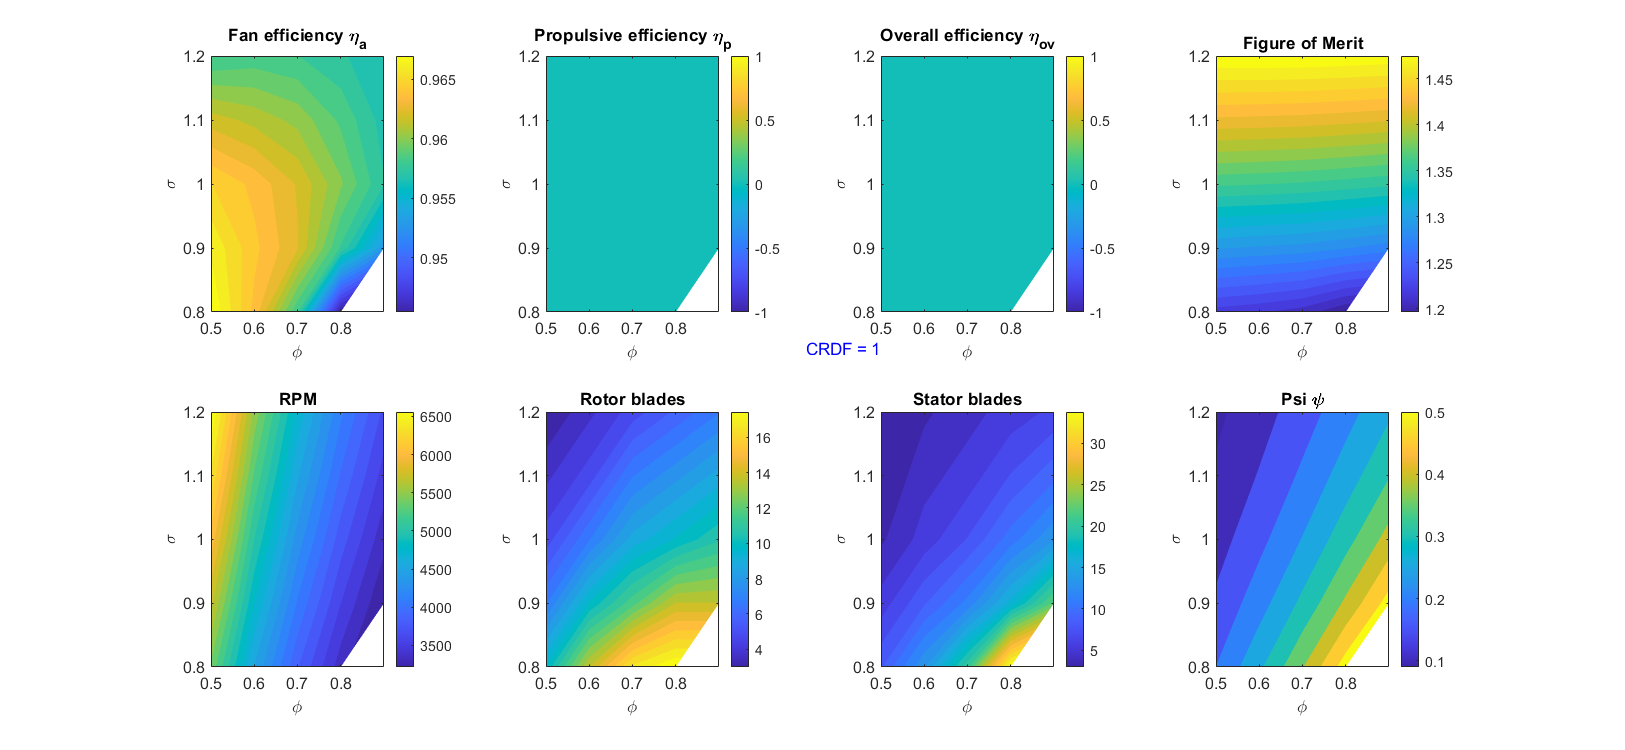 Fan efficiency ηa
Propulsive efficiency ηp
Overall efficiency ηov
Figure of Merit
1.2
1.1
1
0.9
0.8
σ
0.5 0.6 0.7 0.8
ϕ
0.965
0.96
0.955
0.95
1.2
1.1
1
0.9
0.8
σ
0.5 0.6 0.7 0.8
ϕ
1
0.5
0
-0.5
-1
1.2
1.1
1
0.9
0.8
σ
0.5 0.6 0.7 0.8
ϕ
1
0.5
0
-0.5
-1
1.2
1.1
1
0.9
0.8
σ
0.5 0.6 0.7 0.8
ϕ
1.45
1.4
1.35
1.3
1.25
1.2
CRDF = 1
RPM
Rotor blades
Stator blades
Psi ψ
1.2
1.1
1
0.9
0.8
σ
0.5 0.6 0.7 0.8
ϕ
6500
6000
5500
5000
4500
4000
3500
1.2
1.1
1
0.9
0.8
σ
0.5 0.6 0.7 0.8
ϕ
16
14
12
10
8
6
4
1.2
1.1
1
0.9
0.8
σ
0.5 0.6 0.7 0.8
ϕ
30
25
20
15
10
5
1.2
1.1
1
0.9
0.8
σ
0.5 0.6 0.7 0.8
ϕ
0.5
0.4
0.3
0.2
0.1